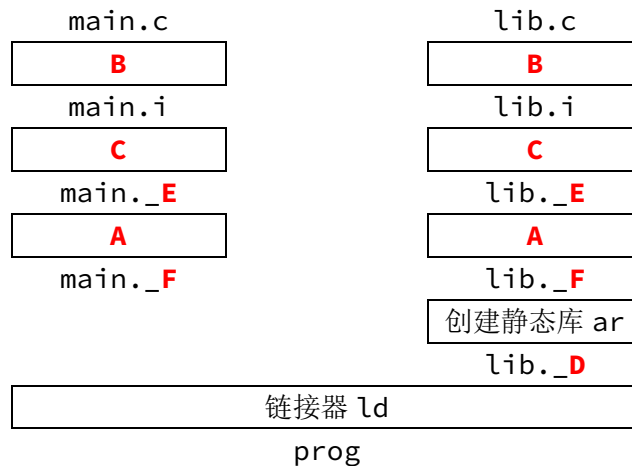 main.c lib.c
B B
main.i lib.i
C C
main._E lib._E
A A
main._F lib._F
创建静态库 ar
lib._D
链接器 ld
prog